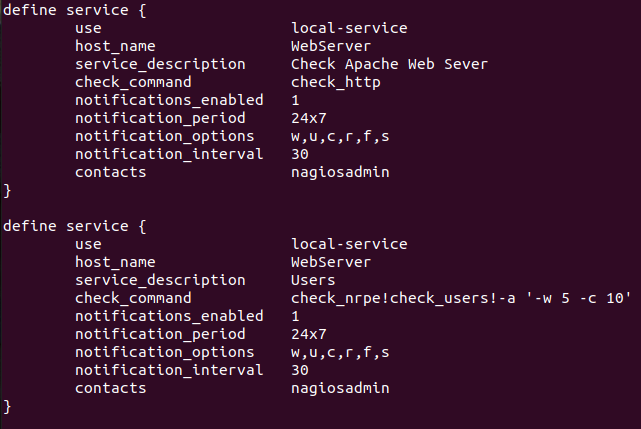 define service {
        use                     local-service
        host_name               WebServer
        service_description     Check Apache Web Sever
        check_command           check_http
        notifications_enabled   1
        notification_period     24x7
        notification_options    w,u,c,r,f,s
        notification_interval   30
        contacts                nagiosadmin
}

define service {
        use                     local-service
        host_name               WebServer
        service_description     Users
        check_command           check_nrpe!check_users!-a '-w 5 -c 10'
        notifications_enabled   1
        notification_period     24x7
        notification_options    w,u,c,r,f,s
        notification_interval   30
        contacts                nagiosadmin
}